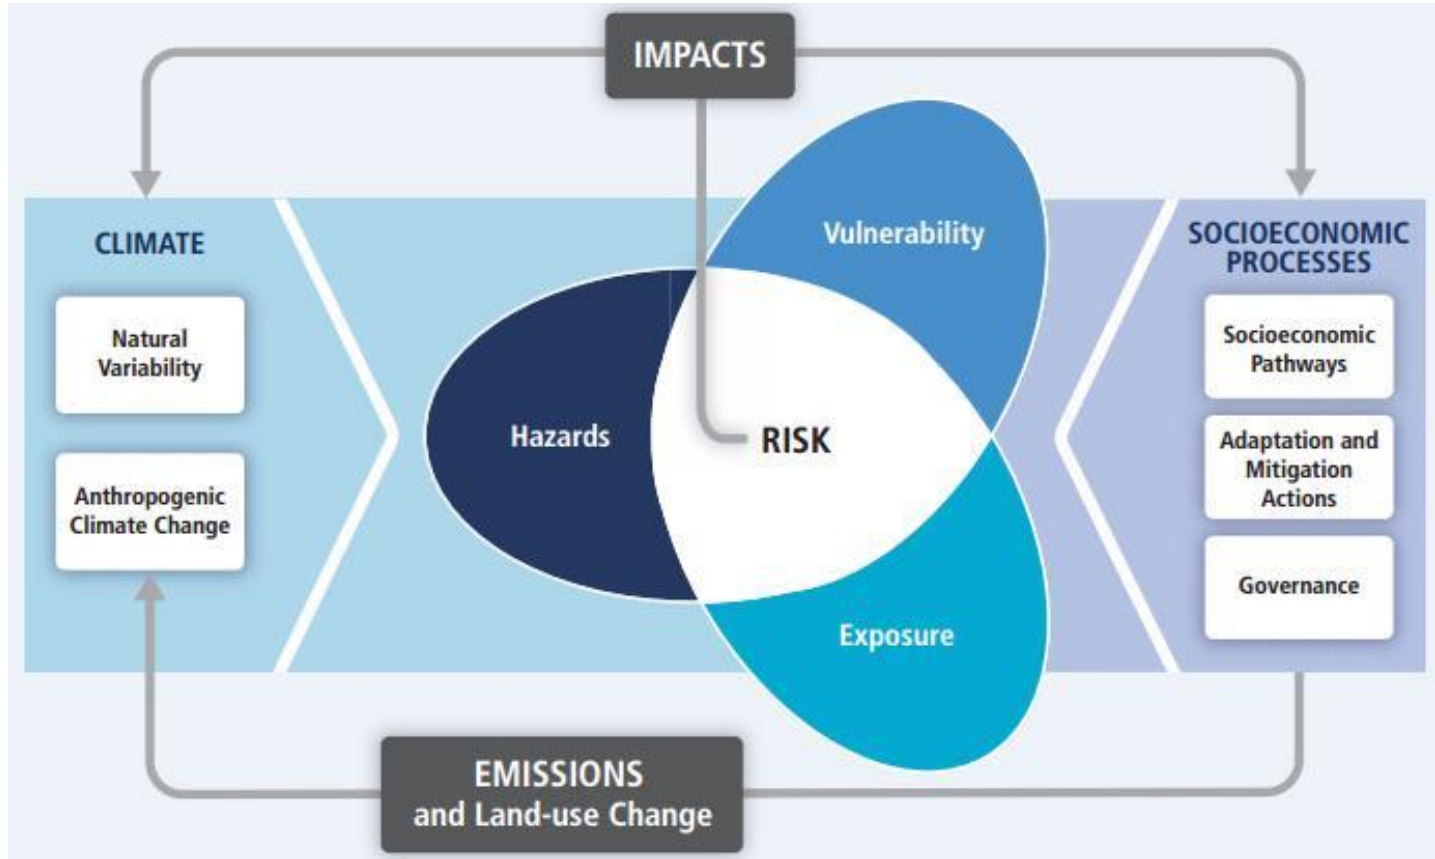 IMPACTS
CLIMATE
Natural
Variability
Anthropogenic
Climate Change
Hazards
Vulnerability
RISK
Exposure
SOCIOECONOMIC
PROCESSES
Socioeconomic
Pathways
Adaptation and
Mitigation
Actions
Governance
EMISSIONS
and Land-use Change